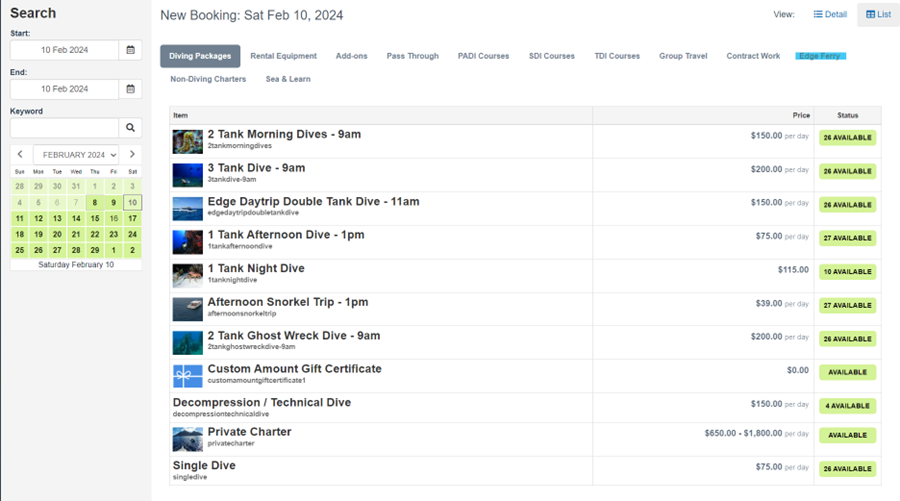 Search
Start:
10 Feb 2024
End:
10 Feb 2024
Keyword
FEBRUARY 2024
Sun Mon Tue Wed Thu Fri Sat
28 29 30 31 1 2 3
4 5 6 7 8 9 10
11 12 13 14 15 16 17
18 19 20 21 22 23 24
25 26 27 28 29 1 2
Saturday February 10
New Booking: Sat Feb 10, 2024
View: Detail List
Diving Packages Rental Equipment Add-ons Pass Through PADI Courses SDI Courses TDI Courses Group Travel Contract Work Edge Ferry
Non-Diving Charters Sea & Learn
Item Price Status
2 Tank Morning Dives - 9am $150.00 per day 26 AVAILABLE
2tankmorningdives
3 Tank Dive - 9am $200.00 per day 26 AVAILABLE
3tankdive-9am
Edge Daytrip Double Tank Dive - 11am $150.00 per day 26 AVAILABLE
edgedaytripdoubletankdive
1 Tank Afternoon Dive - 1pm $75.00 per day 27 AVAILABLE
1tankafternoondive
1 Tank Night Dive $115.00 10 AVAILABLE
1tanknightdive
Afternoon Snorkel Trip - 1pm $39.00 per day 27 AVAILABLE
afternoonsnorkeltrip
2 Tank Ghost Wreck Dive - 9am $200.00 per day 26 AVAILABLE
2tankghostwreckdive-9am
Custom Amount Gift Certificate $0.00 AVAILABLE
customamountgiftcertificate1
Decompression / Technical Dive $150.00 per day 4 AVAILABLE
decompressiontechnicaldive
Private Charter $650.00 - $1,800.00 per day AVAILABLE
privatecharter
Single Dive $75.00 per day 26 AVAILABLE
singledive